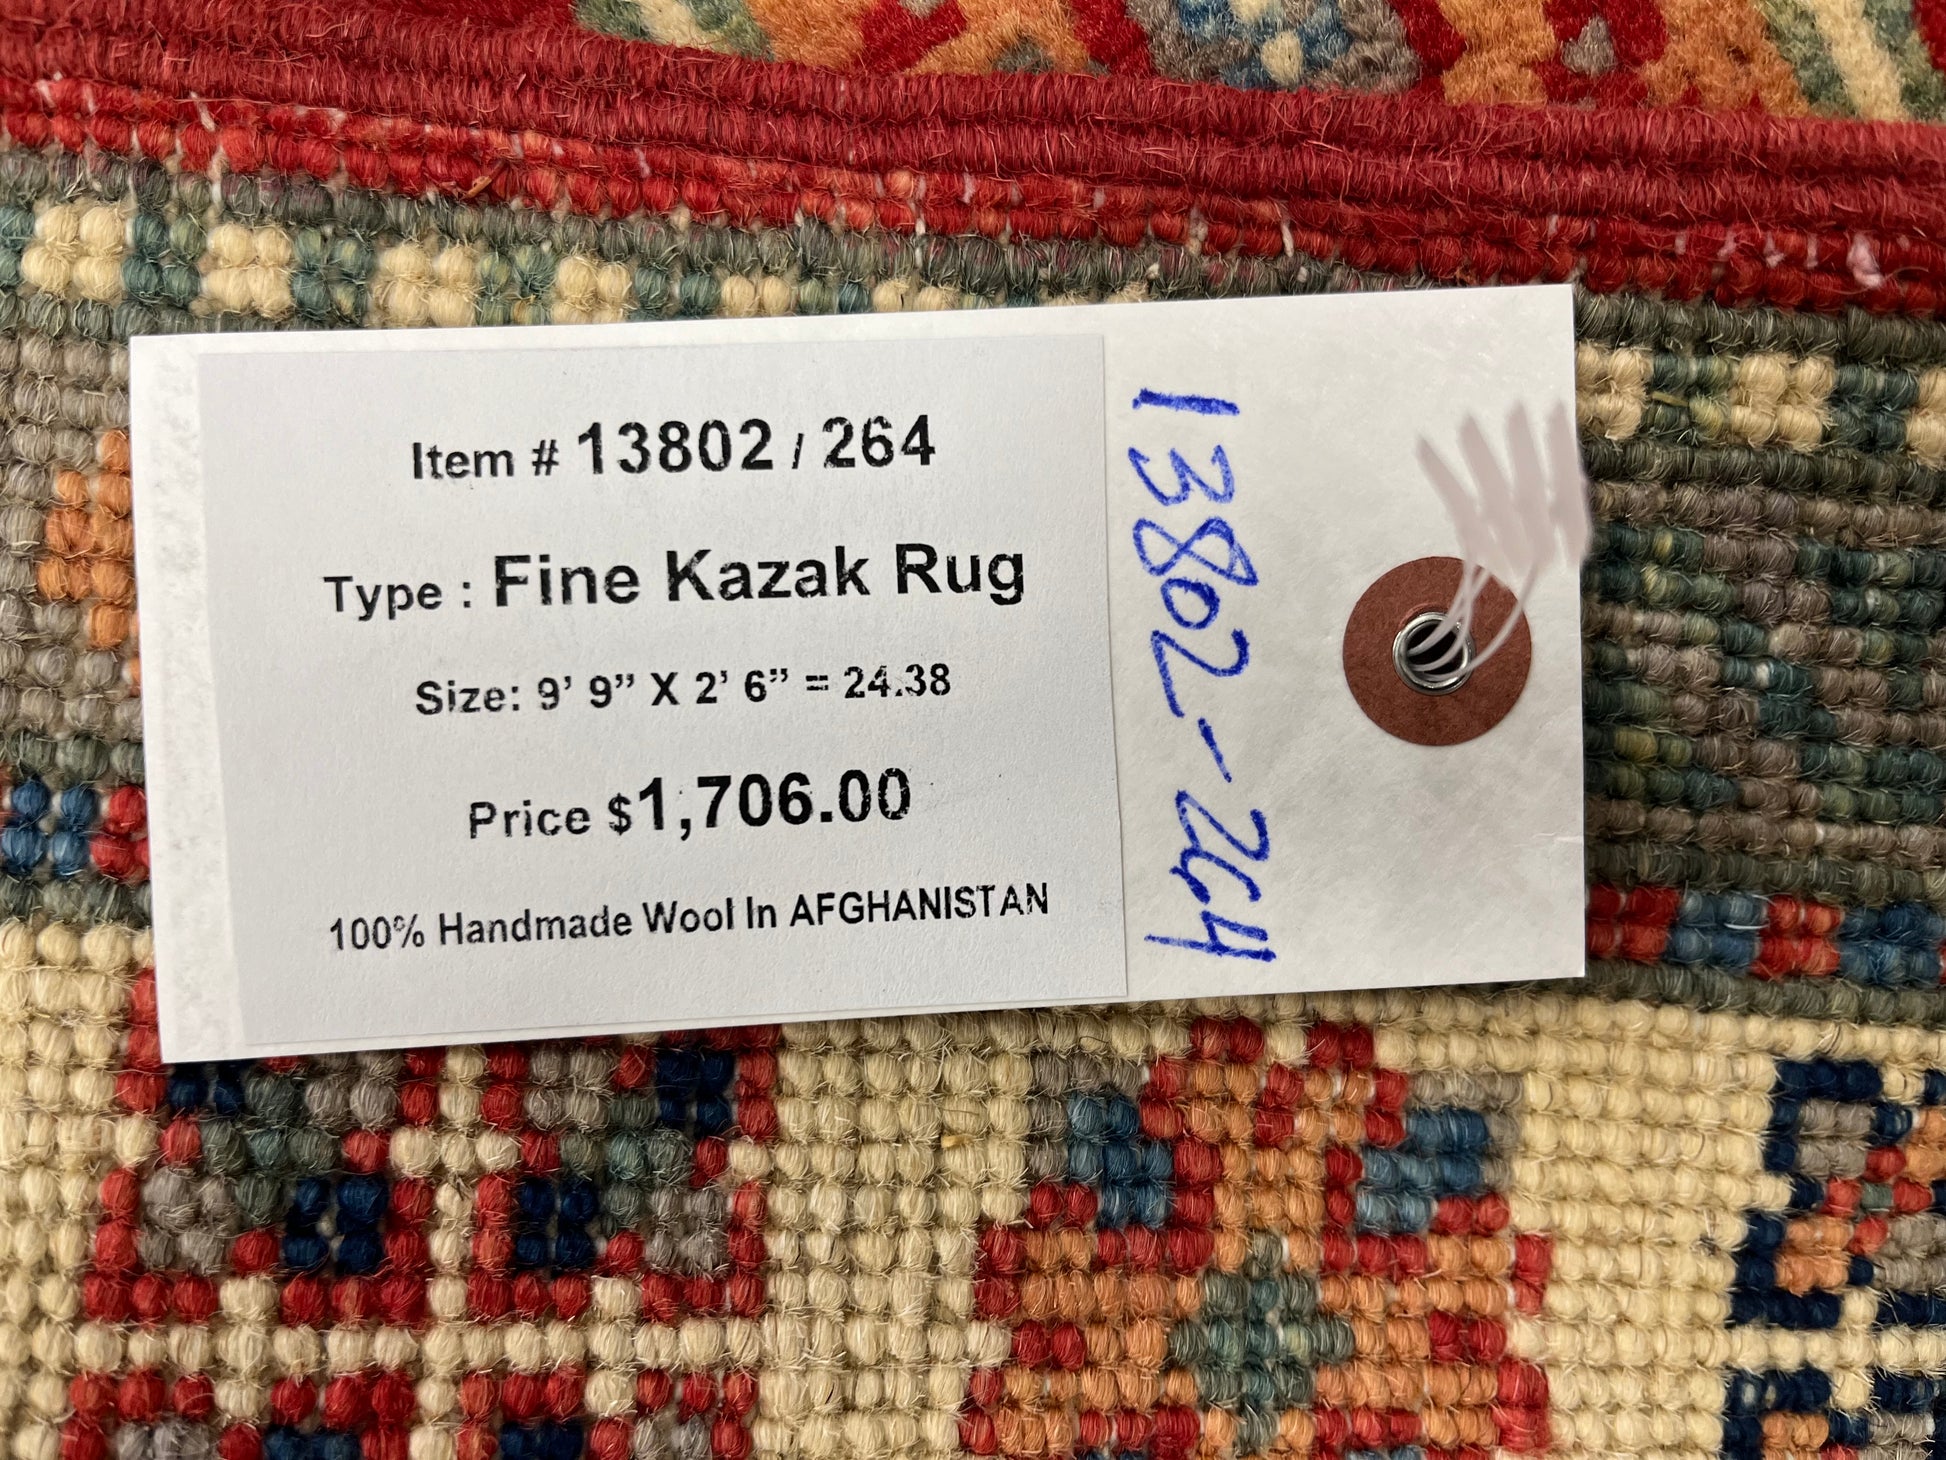 Item # 13802 / 264
Type : Fine Kazak Rug
Size: 9’ 9” X 2’ 6” = 24.38
Price $1,706.00
100% Handmade Wool In AFGHANISTAN
13802-264